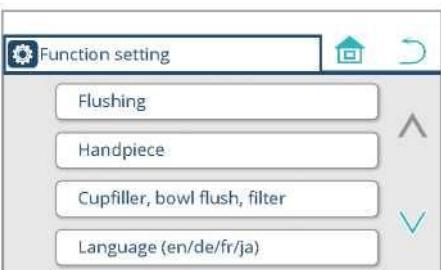 Function setting
Flushing
Handpiece
Cupfiller, bowl flush, filter
Language (en/de/fr/ja)